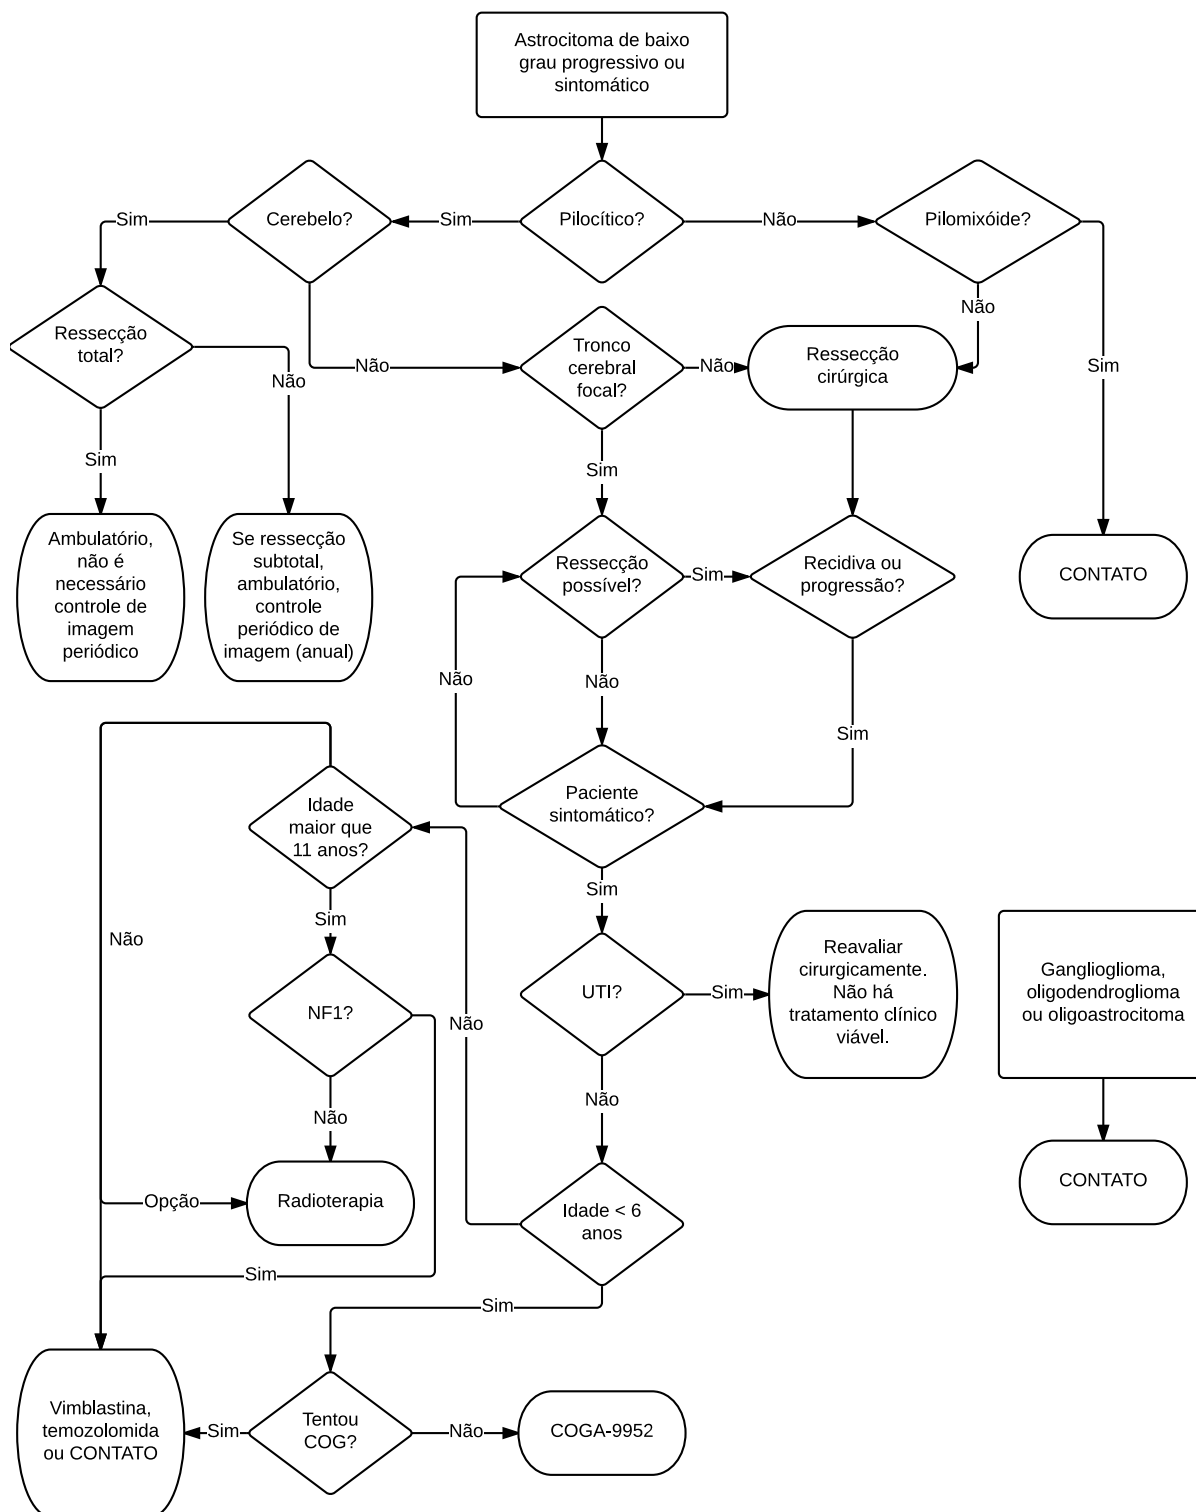 Astrocitoma de baixo
grau progressivo ou
sintomático
Sim
Cerebelo?
Sim
Pilocítico?
Não
Pilomixóide?
Ressecção
total?
Não
Não
Tronco
cerebral
focal?
Não
Ressecção
cirúrgica
Não
Sim
Sim
Sim
Ambulatório,
não é
necessário
controle de
imagem
periódico
Se ressecção
subtotal,
ambulatório,
controle
periódico de
imagem (anual)
Ressecção
possível?
Sim
Recidiva ou
progressão?
CONTATO
Não
Não
Sim
Idade
maior que
11 anos?
Paciente
sintomático?
Sim
Sim
Não
NF1?
Não
UTI?
Sim
Reavaliar
cirurgicamente.
Não há
tratamento clínico
viável.
Ganglioglioma,
oligodendroglioma
ou oligoastrocitoma
Não
Não
Opção
Radioterapia
Idade < 6
anos
CONTATO
Sim
Sim
Vimblastina,
temozolomida
ou CONTATO
Sim
Tentou
COG?
Não
COGA-9952